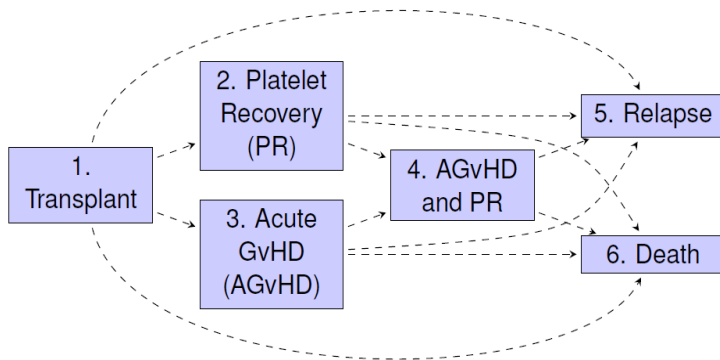 1.
Transplant
2. Platelet
Recovery
(PR)
3. Acute
GvHD
(AGvHD)
4. AGvHD
and PR
5. Relapse
6. Death